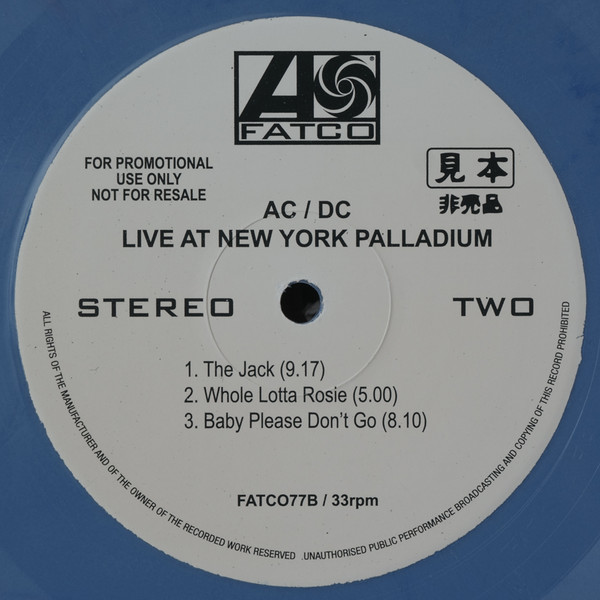 FATCO
FOR PROMOTIONAL
USE ONLY
NOT FOR RESALE
見本
非売品
AC / DC
LIVE AT NEW YORK PALLADIUM
STEREO
TWO
1. The Jack (9.17)
2. Whole Lotta Rosie (5.00)
3. Baby Please Don't Go (8.10)
FATCO77B / 33rpm
ALL RIGHTS OF THE MANUFACTURER AND OF THE OWNER OF THE RECORDED WORK RESERVED .UNAUTHORISED PUBLIC PERFORMANCE BROADCASTING AND COPYING OF THIS RECORD PROHIBITED